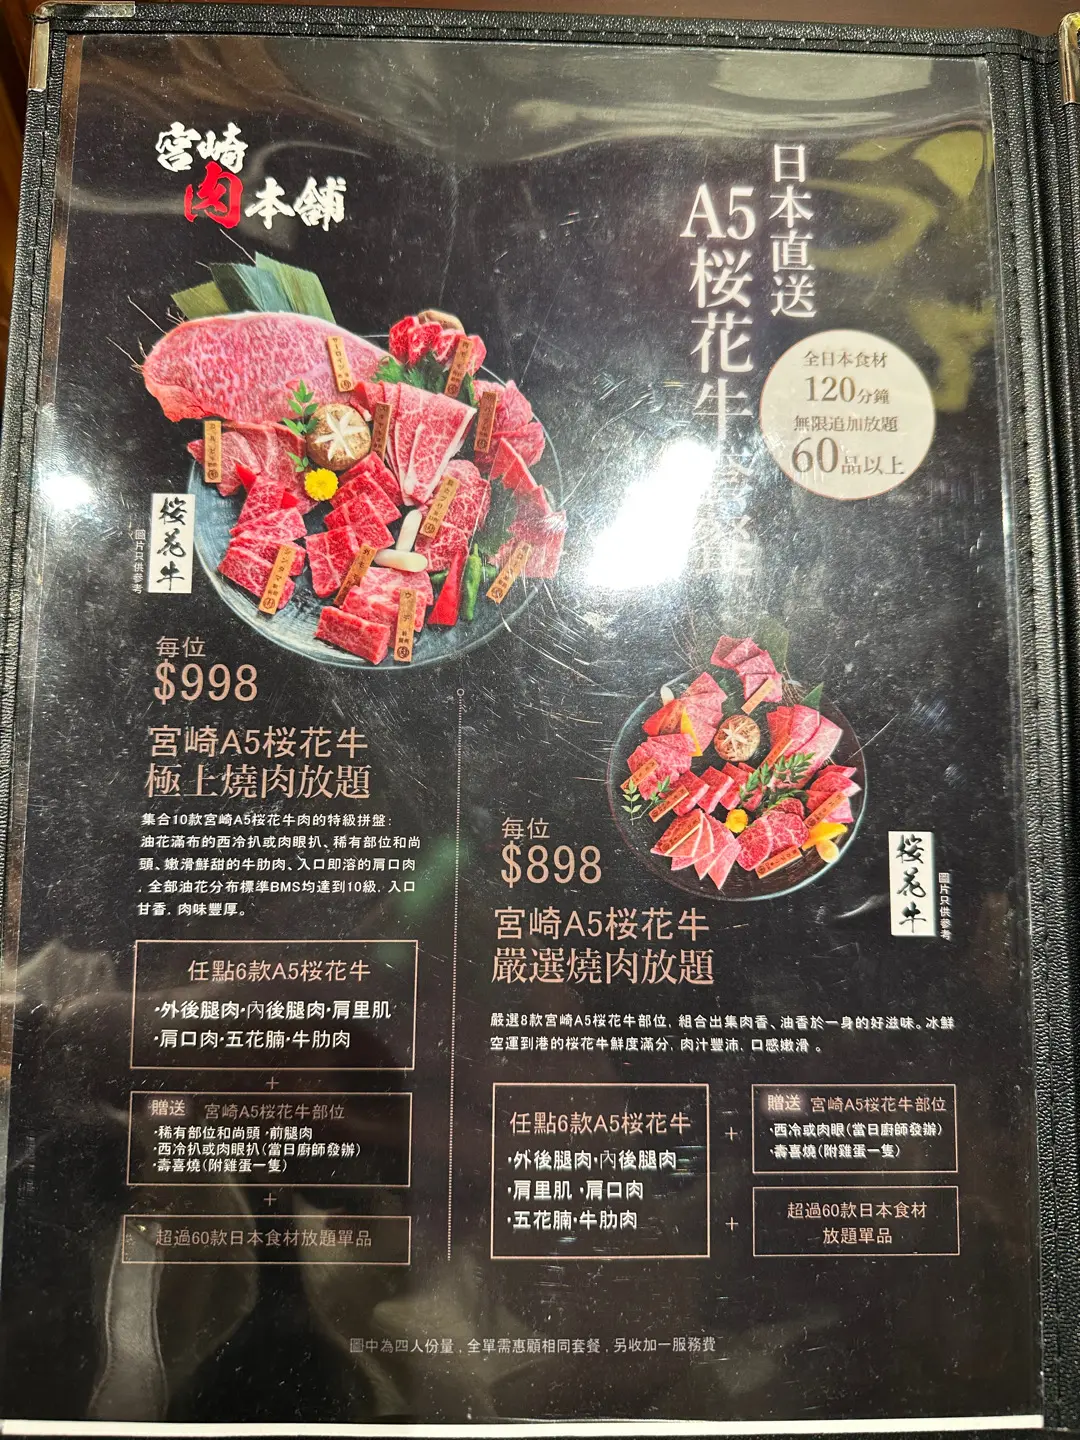 宮崎
肉本舗
日本直送
A5桜花牛
全日本食材
120分鐘
無限追加放題
60品以上
桜花牛
圖片只供參考
每位
$998
宮崎A5桜花牛
極上燒肉放題
集合10款宮崎A5桜花牛肉的特級拼盤:
油花滿布的西冷扒或肉眼扒、稀有部位和尚
頭、嫩滑鮮甜的牛肋肉、入口即溶的肩口肉
,全部油花分布標準BMS均達到10級,入口
甘香,肉味豐厚。
任點6款A5桜花牛
·外後腿肉·內後腿肉·肩里肌
·肩口肉·五花腩·牛肋肉
+
贈送 宮崎A5桜花牛部位
·稀有部位和尚頭 ·前腿肉
·西冷扒或肉眼扒(當日廚師發辦)
·壽喜燒(附雞蛋一隻)
+
超過60款日本食材放題單品
每位
$898
桜花牛
圖片只供參考
宮崎A5桜花牛
嚴選燒肉放題
嚴選8款宮崎A5桜花牛部位,組合出集肉香、油香於一身的好滋味。冰鮮
空運到港的桜花牛鮮度滿分,肉汁豐沛,口感嫩滑。
任點6款A5桜花牛
·外後腿肉·內後腿肉
·肩里肌 ·肩口肉
·五花腩·牛肋肉
+
贈送 宮崎A5桜花牛部位
·西冷或肉眼(當日廚師發辦)
·壽喜燒(附雞蛋一隻)
+
超過60款日本食材
放題單品
圖中為四人份量,全單需惠顧相同套餐,另收加一服務費